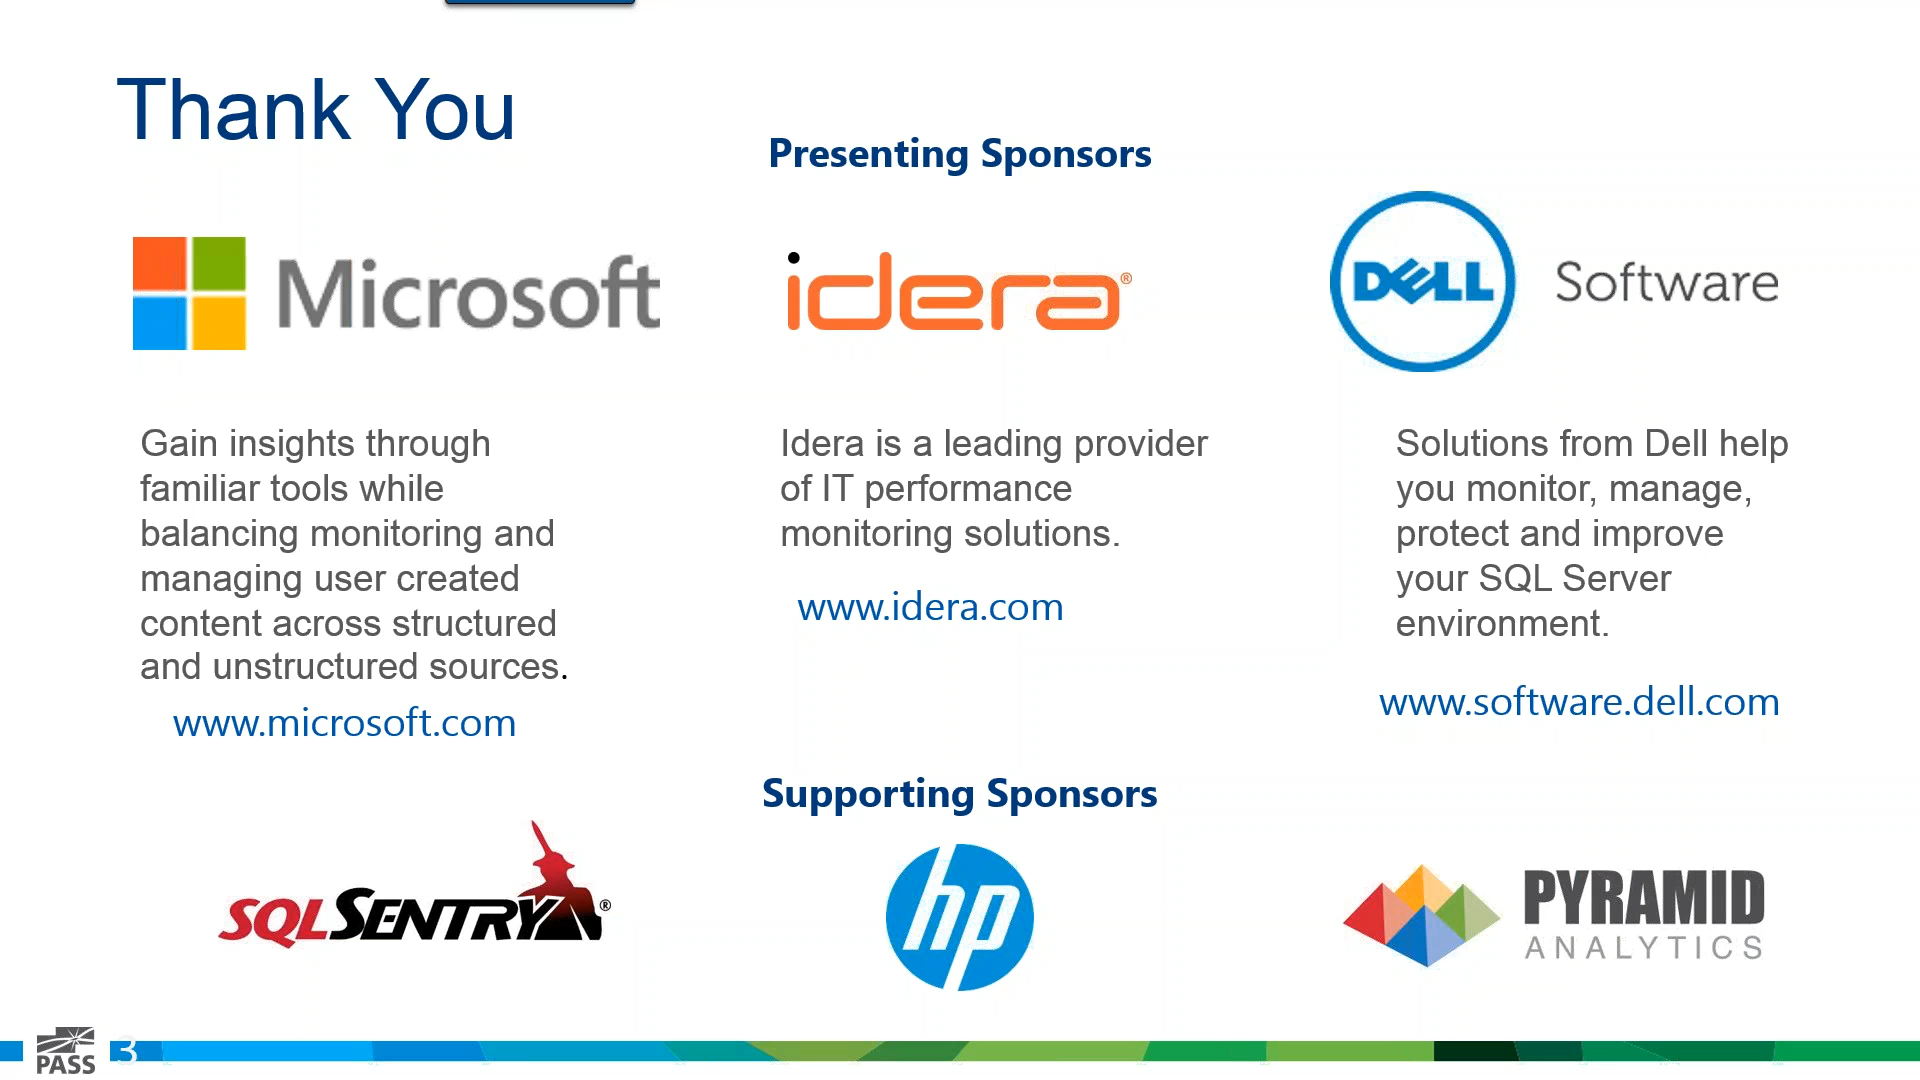 Thank You
Presenting Sponsors
Microsoft
idera®
DELL Software
Gain insights through
familiar tools while
balancing monitoring and
managing user created
content across structured
and unstructured sources.
www.microsoft.com
Idera is a leading provider
of IT performance
monitoring solutions.
www.idera.com
Solutions from Dell help
you monitor, manage,
protect and improve
your SQL Server
environment.
www.software.dell.com
Supporting Sponsors
SQL SENTRY®
hp
PYRAMID
ANALYTICS
PASS
3